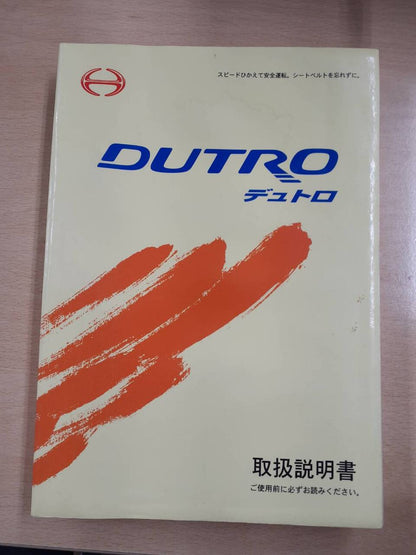 スピードひかえて安全運転。シートベルトを忘れずに。
DUTRO
デュトロ
取扱説明書
ご使用前に必ずお読みください。